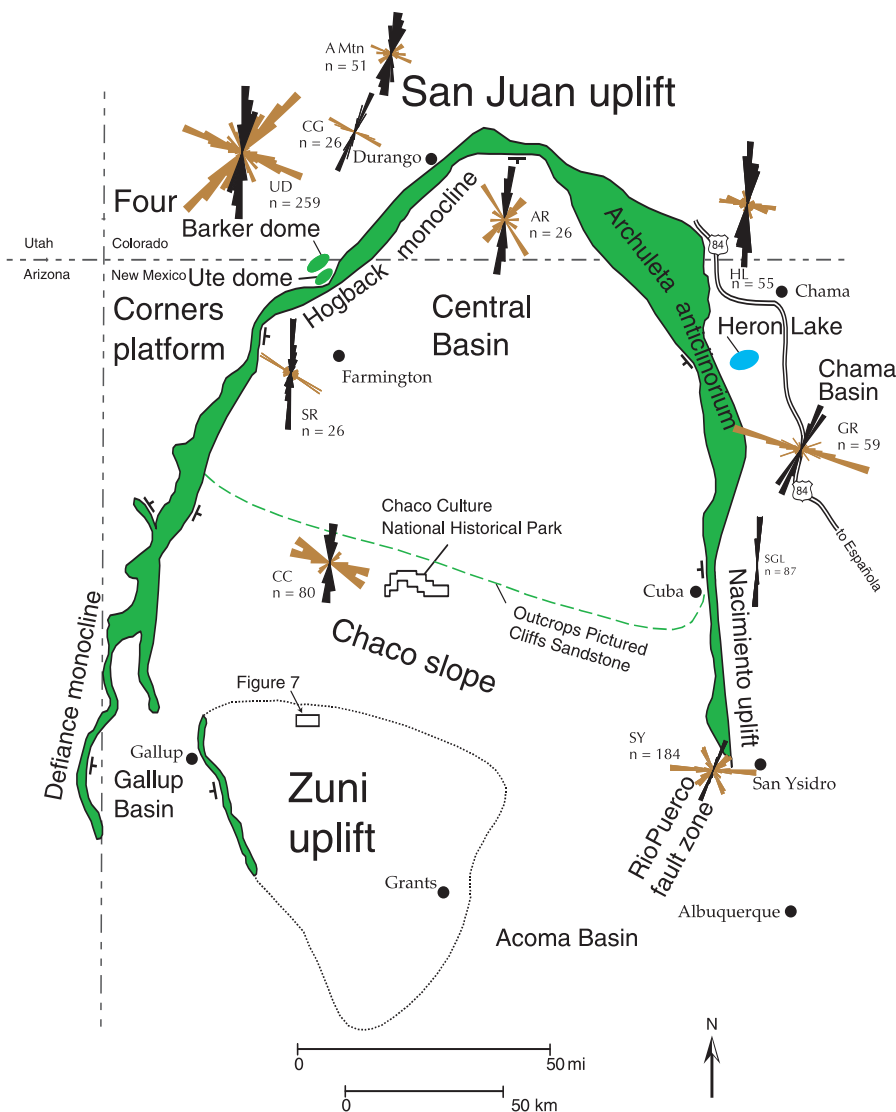 A Mtn
n = 51
San Juan uplift
CG
n = 26
Durango
UD
n = 259
Four
Barker dome
Utah
Colorado
Arizona
New Mexico
Ute dome
Corners
platform
Hogback monocline
AR
n = 26
Archuleta anticlinorium
84
HL
n = 55
Chama
Central
Basin
Heron Lake
Farmington
Chama
Basin
SR
n = 26
GR
n = 59
84
to Española
Chaco Culture
National Historical Park
CC
n = 80
SGL
n = 87
Cuba
Outcrops Pictured
Cliffs Sandstone
Chaco slope
Nacimiento uplift
Defiance monocline
Figure 7
Gallup
Gallup
Basin
Zuni
uplift
SY
n = 184
San Ysidro
Rio Puerco
fault zone
Grants
Albuquerque
Acoma Basin
N
0
50 mi
0
50 km